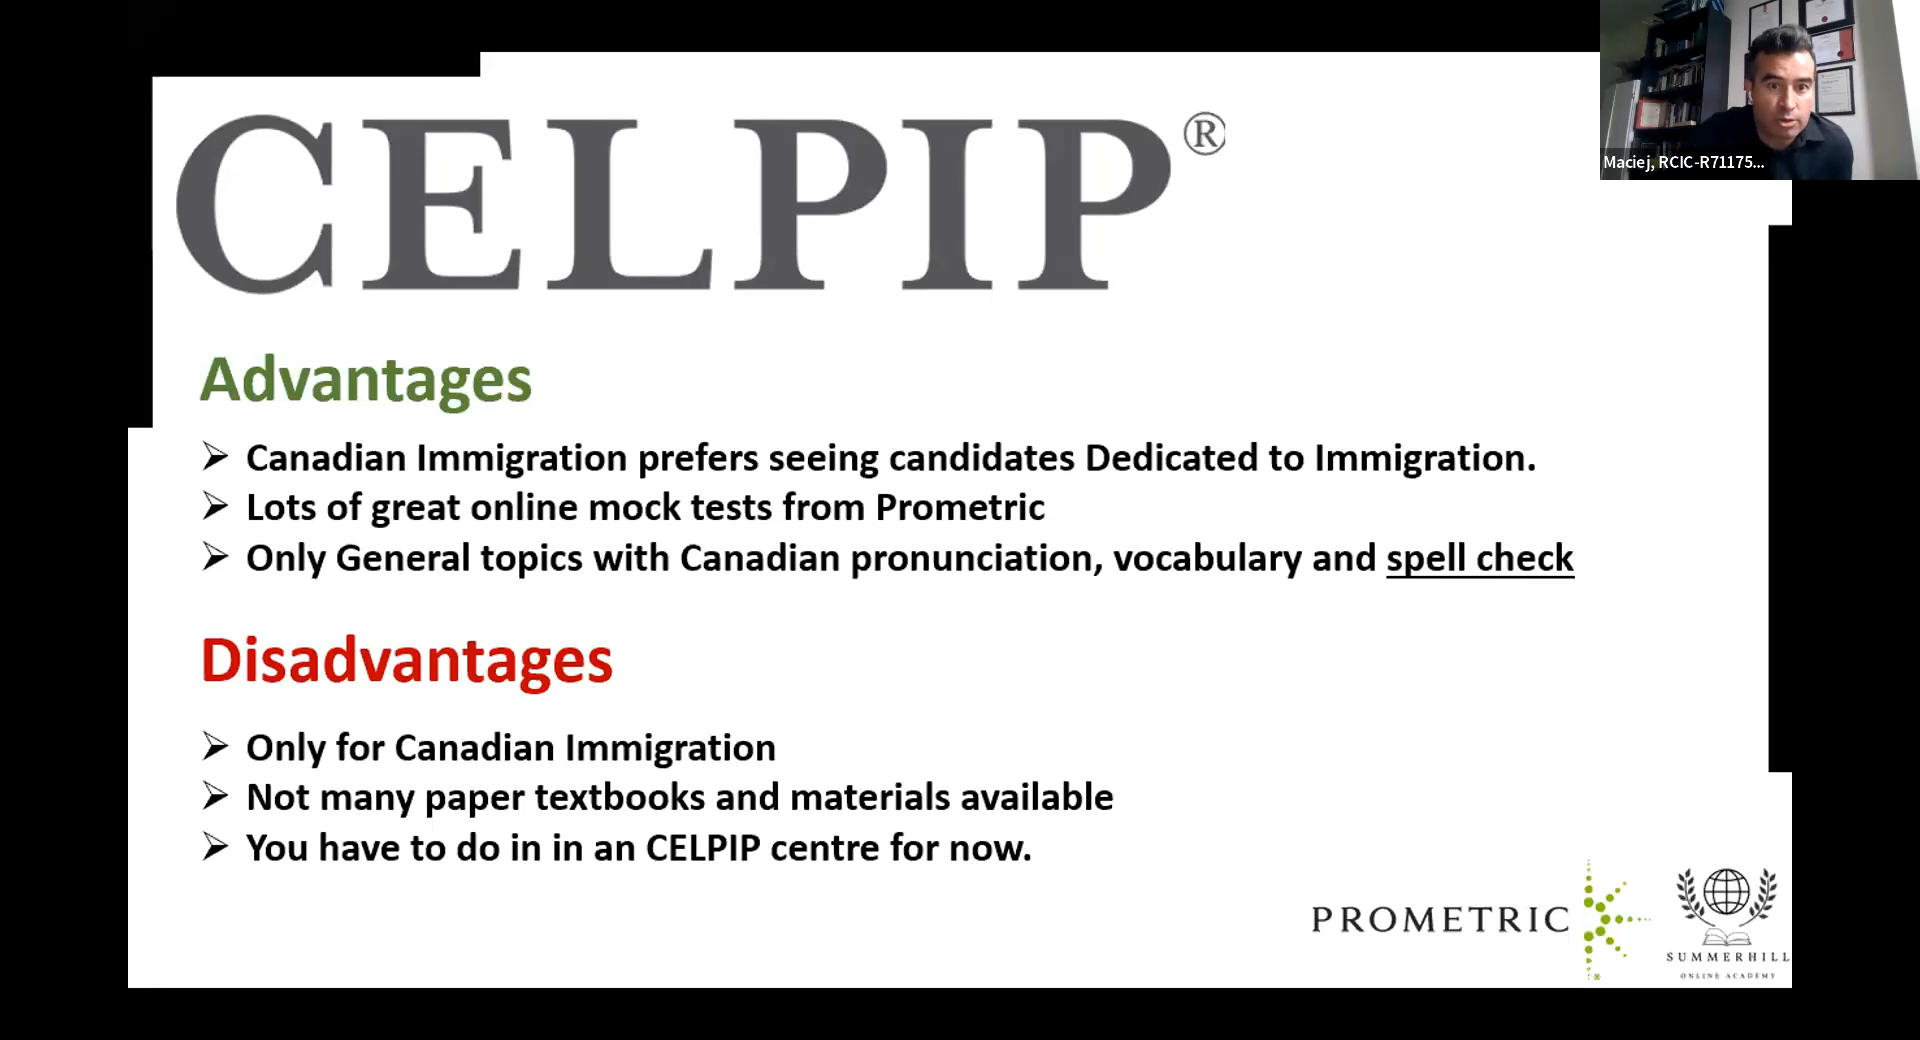 CELPIP®
Maciej, RCIC-R71175...
Advantages
➢ Canadian Immigration prefers seeing candidates Dedicated to Immigration.
➢ Lots of great online mock tests from Prometric
➢ Only General topics with Canadian pronunciation, vocabulary and spell check
Disadvantages
➢ Only for Canadian Immigration
➢ Not many paper textbooks and materials available
➢ You have to do in in an CELPIP centre for now.
PROMETRIC
SUMMERHILL
ONLINE ACADEMY